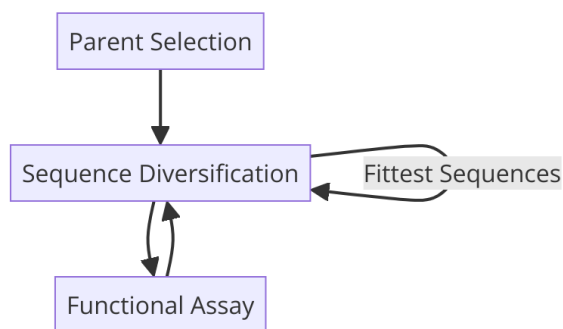 Parent Selection
Sequence Diversification
Fittest Sequences
Functional Assay